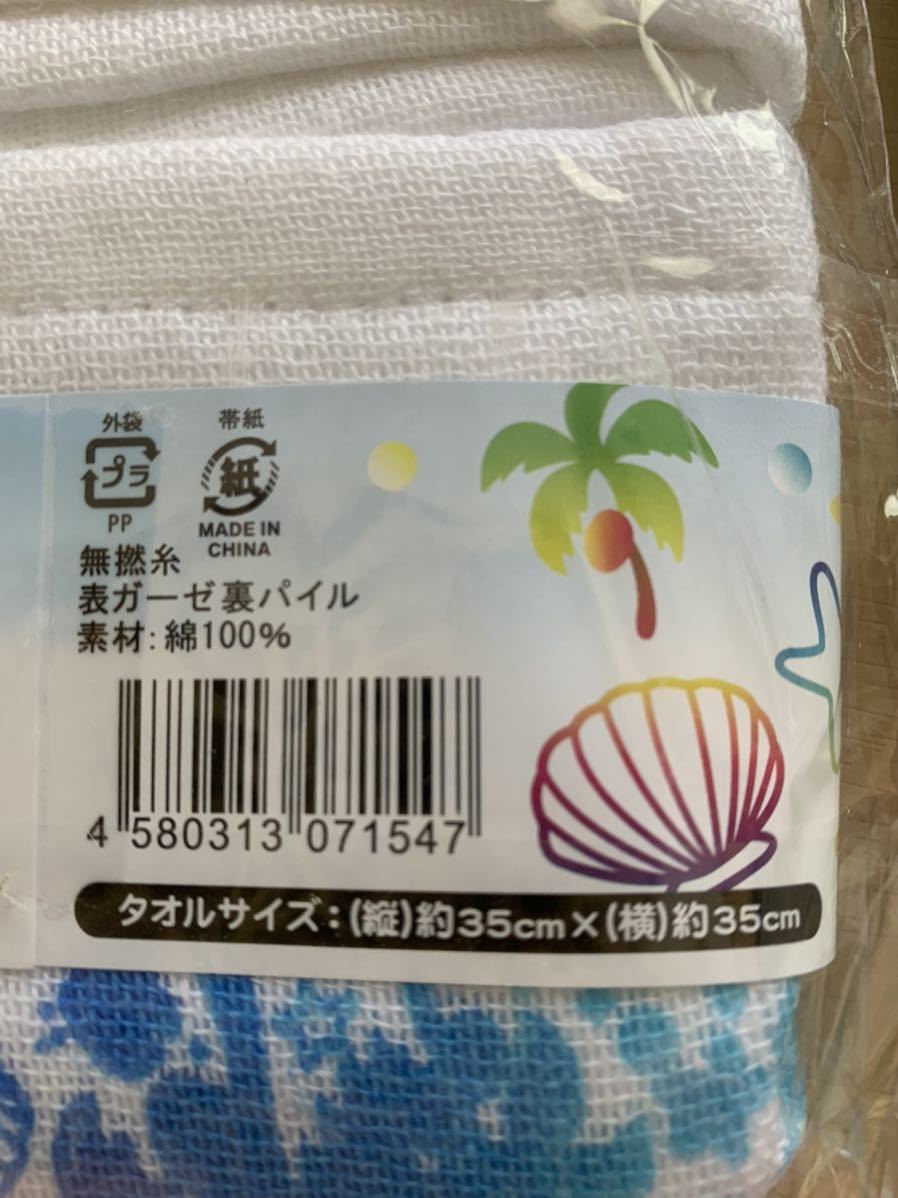 外袋
プラ
PP
帯紙
紙
MADE IN
CHINA
無撚糸
表ガーゼ裏パイル
素材:綿100%
4 580313 071547
タオルサイズ:(縦)約35cm×(横)約35cm